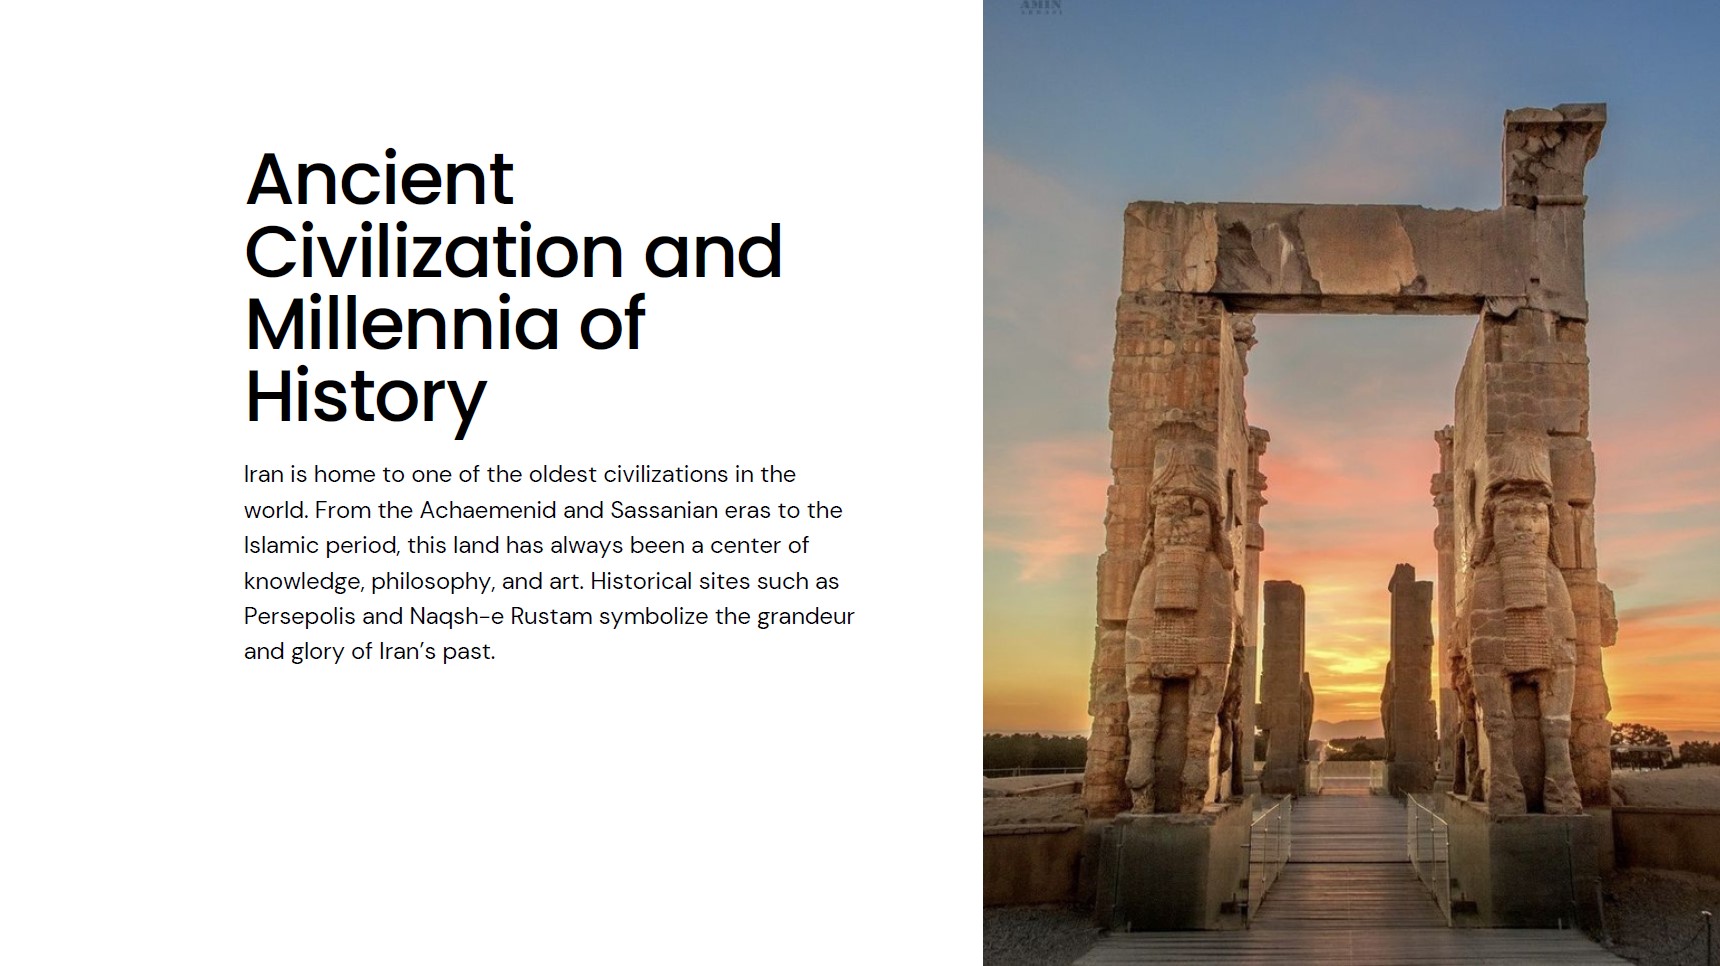 AMIN
Ancient
Civilization and
Millennia of
History
Iran is home to one of the oldest civilizations in the
world. From the Achaemenid and Sassanian eras to the
Islamic period, this land has always been a center of
knowledge, philosophy, and art. Historical sites such as
Persepolis and Naqsh-e Rustam symbolize the grandeur
and glory of Iran’s past.